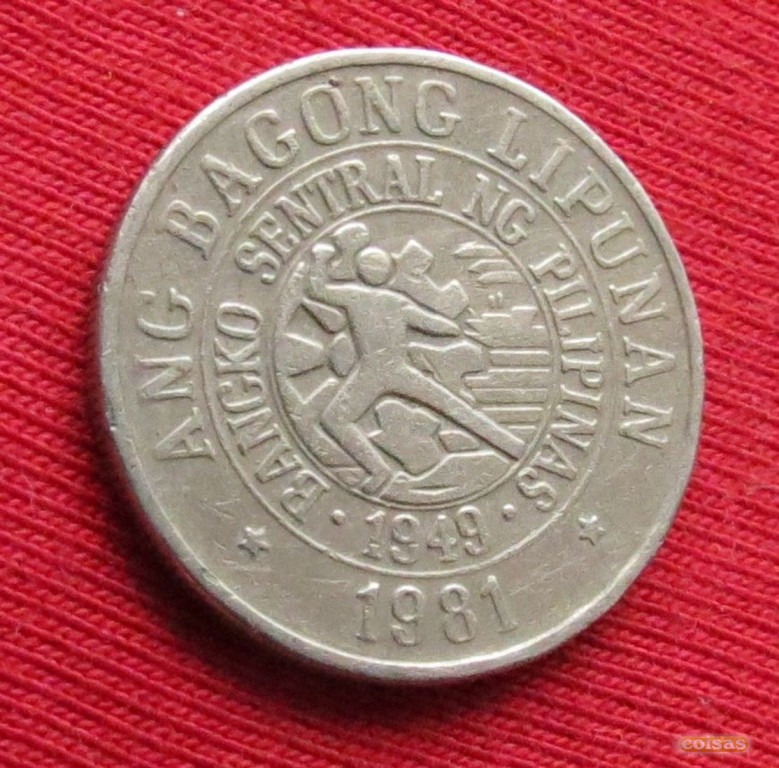 ANG BAGONG LIPUNAN
BANGKO SENTRAL NG PILIPINAS
1949
1981
coisas